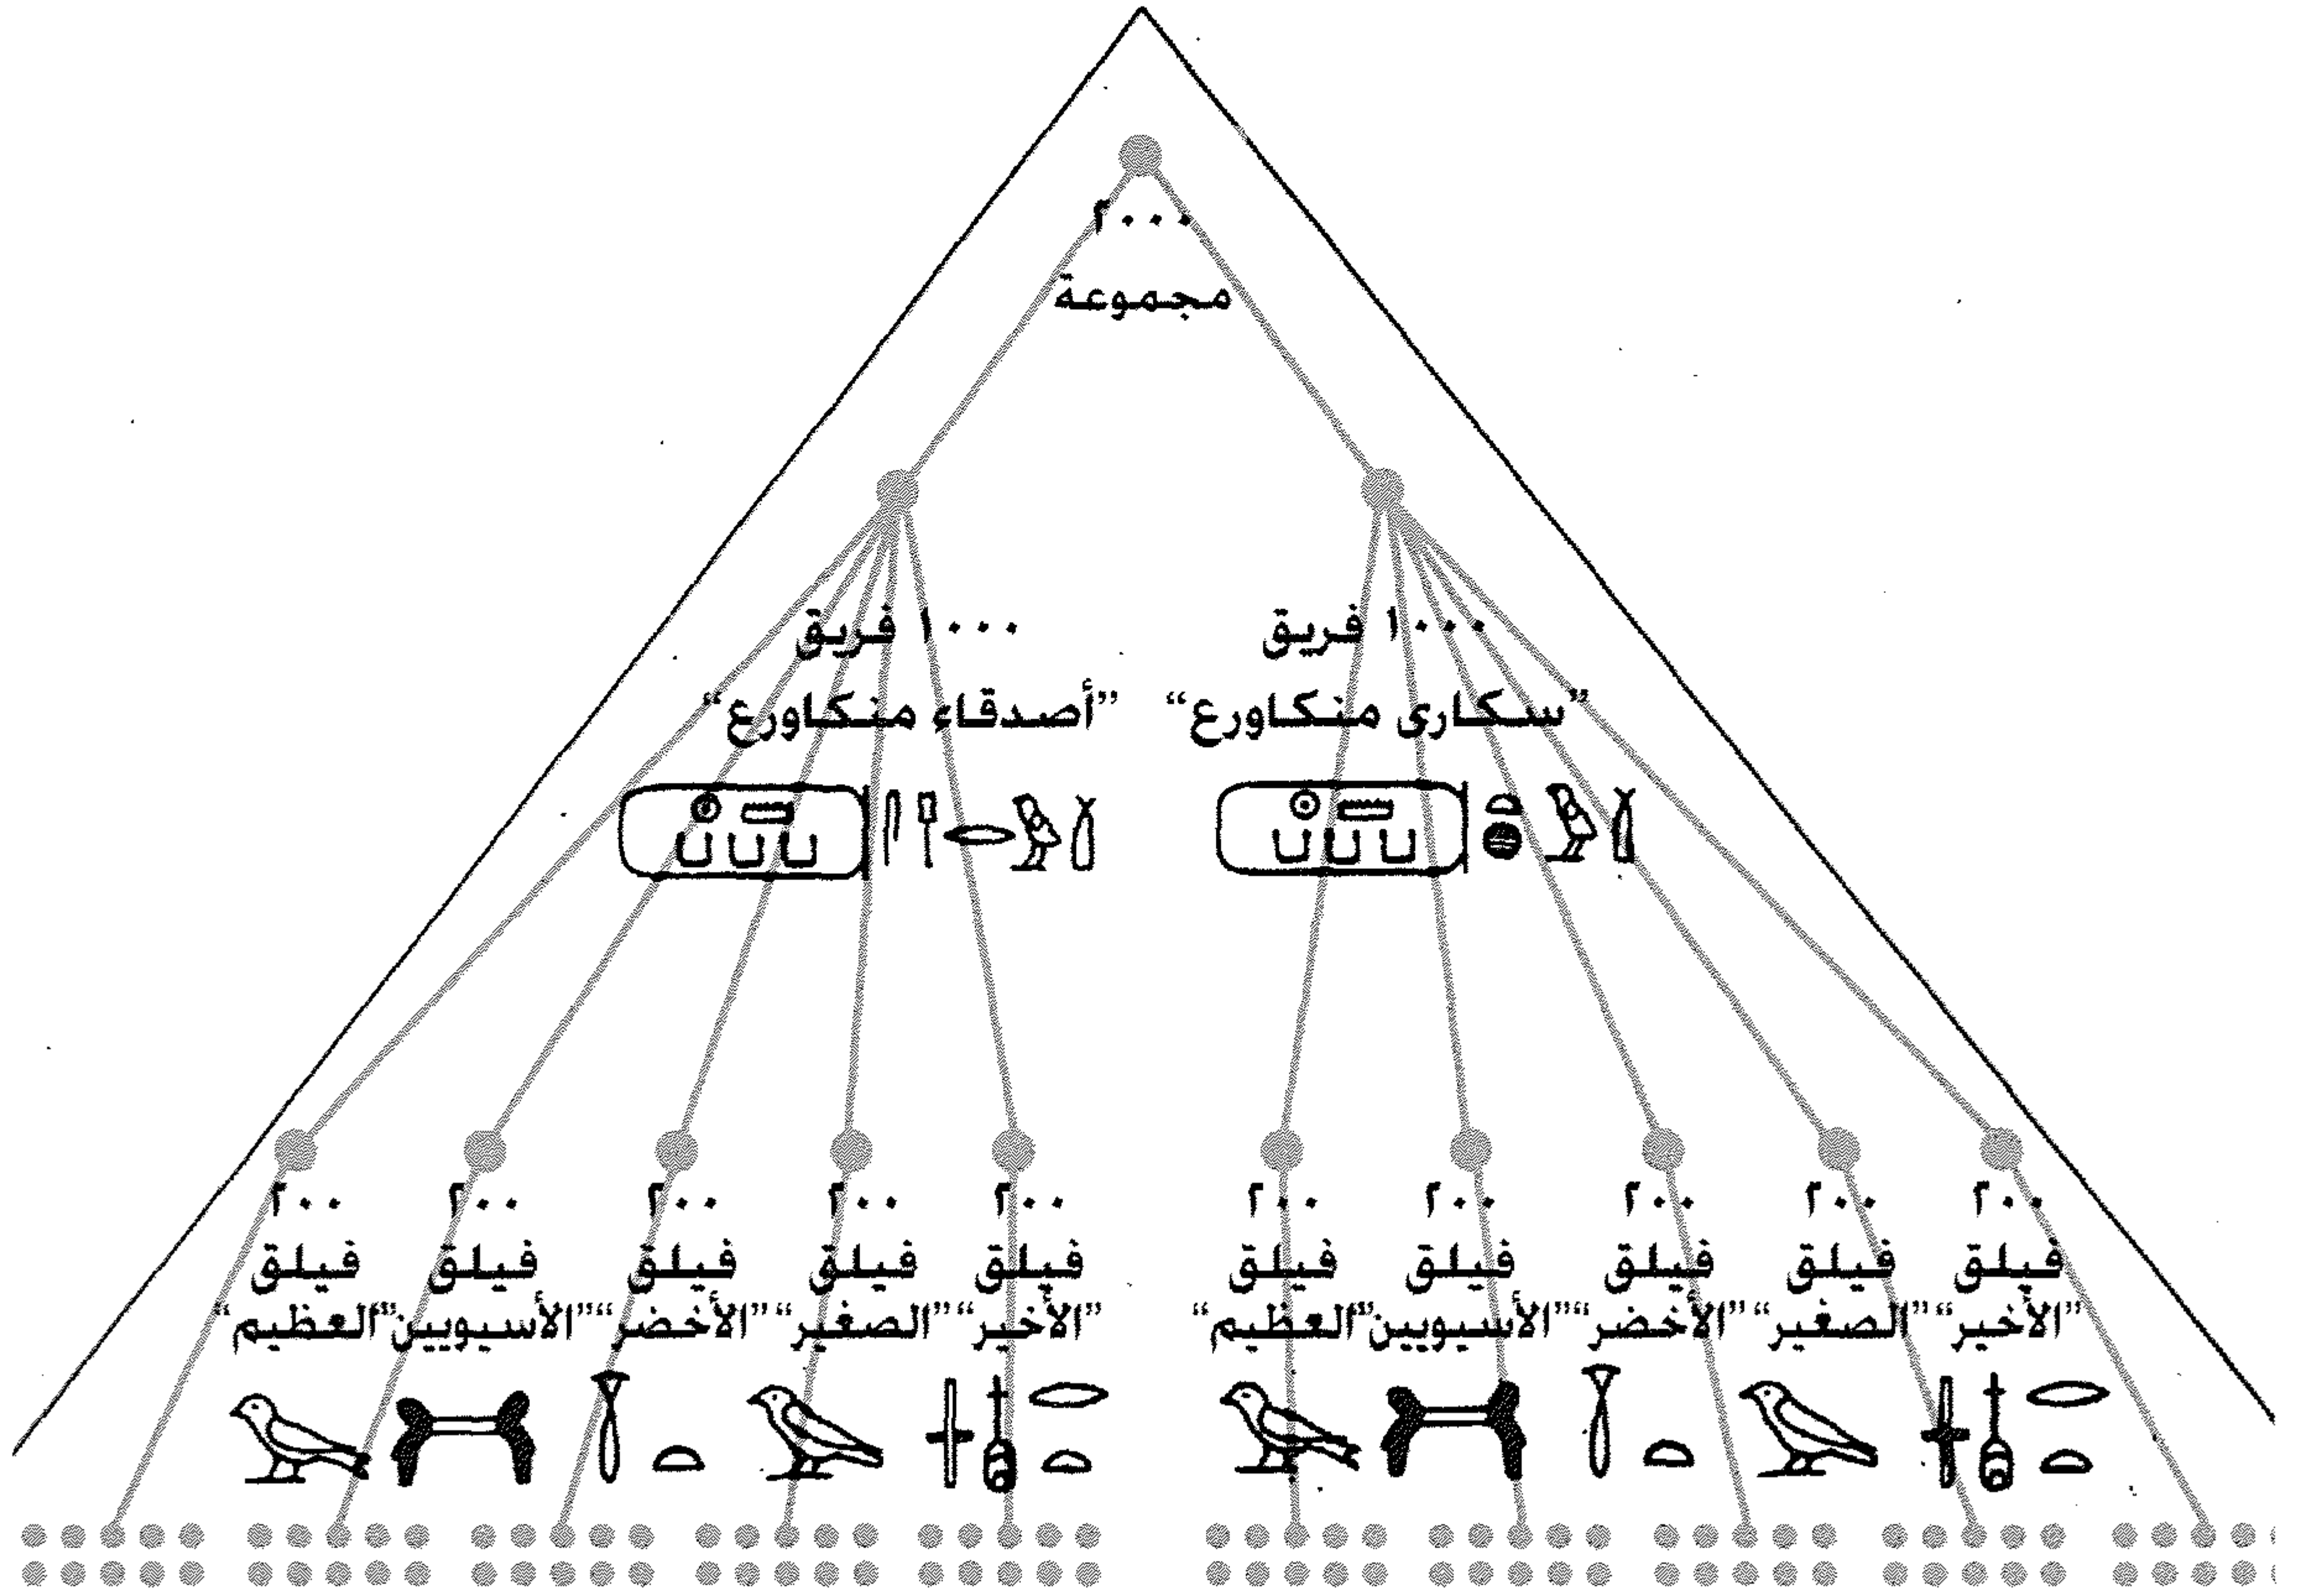 ٢٠٠٠
مجموعة
١٠٠٠ فريق
"سكارى منكاورع"
١٠٠٠ فريق
"أصدقاء منكاورع"
٢٠٠
فيلق
"الأخير"
٢٠٠
فيلق
"الصغير"
٢٠٠
فيلق
"الأخضر"
٢٠٠
فيلق
"الأسيويين"
٢٠٠
فيلق
"العظيم"
٢٠٠
فيلق
"الأخير"
٢٠٠
فيلق
"الصغير"
٢٠٠
فيلق
"الأخضر"
٢٠٠
فيلق
"الأسيويين"
٢٠٠
فيلق
"العظيم"